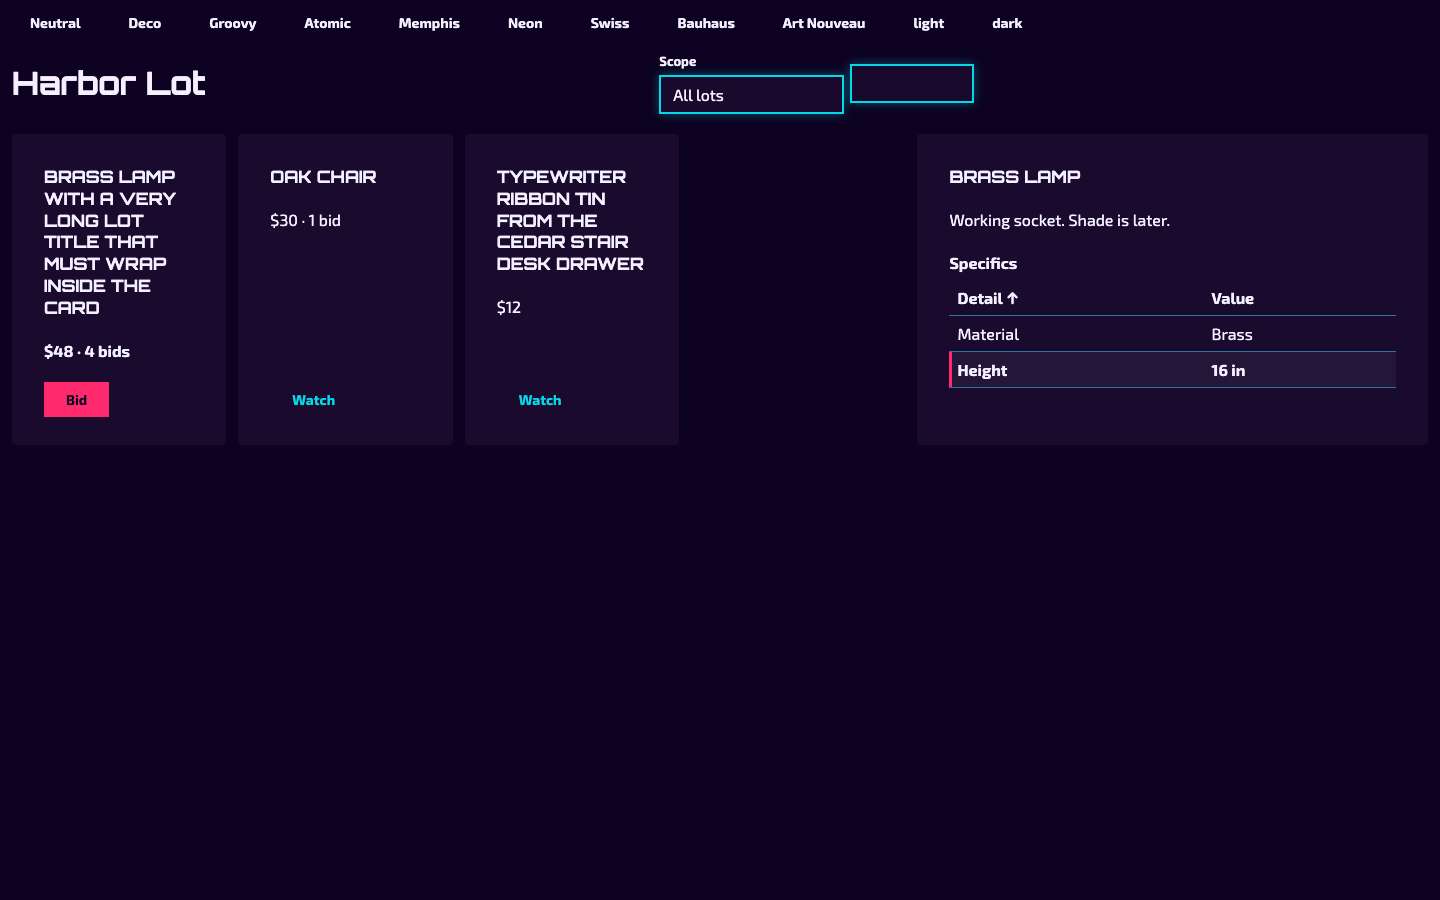 Neutral Deco Groovy Atomic Memphis Neon Swiss Bauhaus Art Nouveau light dark
Harbor Lot
Scope
All lots
BRASS LAMP
WITH A VERY
LONG LOT
TITLE THAT
MUST WRAP
INSIDE THE
CARD
$48 · 4 bids
Bid
OAK CHAIR
$30 · 1 bid
Watch
TYPEWRITER
RIBBON TIN
FROM THE
CEDAR STAIR
DESK DRAWER
$12
Watch
BRASS LAMP
Working socket. Shade is later.
Specifics
Detail ↑ Value
Material Brass
Height 16 in